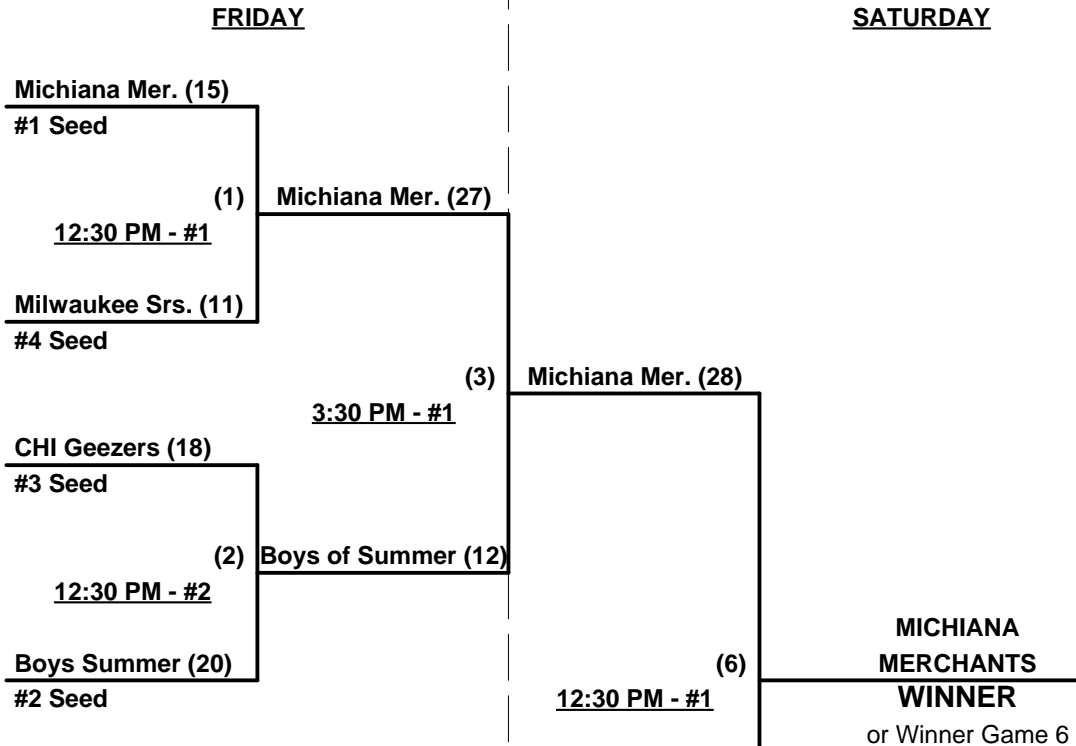 FRIDAY
SATURDAY
Michiana Mer. (15)
#1 Seed
(1)
Michiana Mer. (27)
12:30 PM - #1
Milwaukee Srs. (11)
#4 Seed
(3)
Michiana Mer. (28)
3:30 PM - #1
CHI Geezers (18)
#3 Seed
(2)
Boys of Summer (12)
12:30 PM - #2
Boys Summer (20)
#2 Seed
(6)
12:30 PM - #1
MICHIANA
MERCHANTS
WINNER
or Winner Game 6